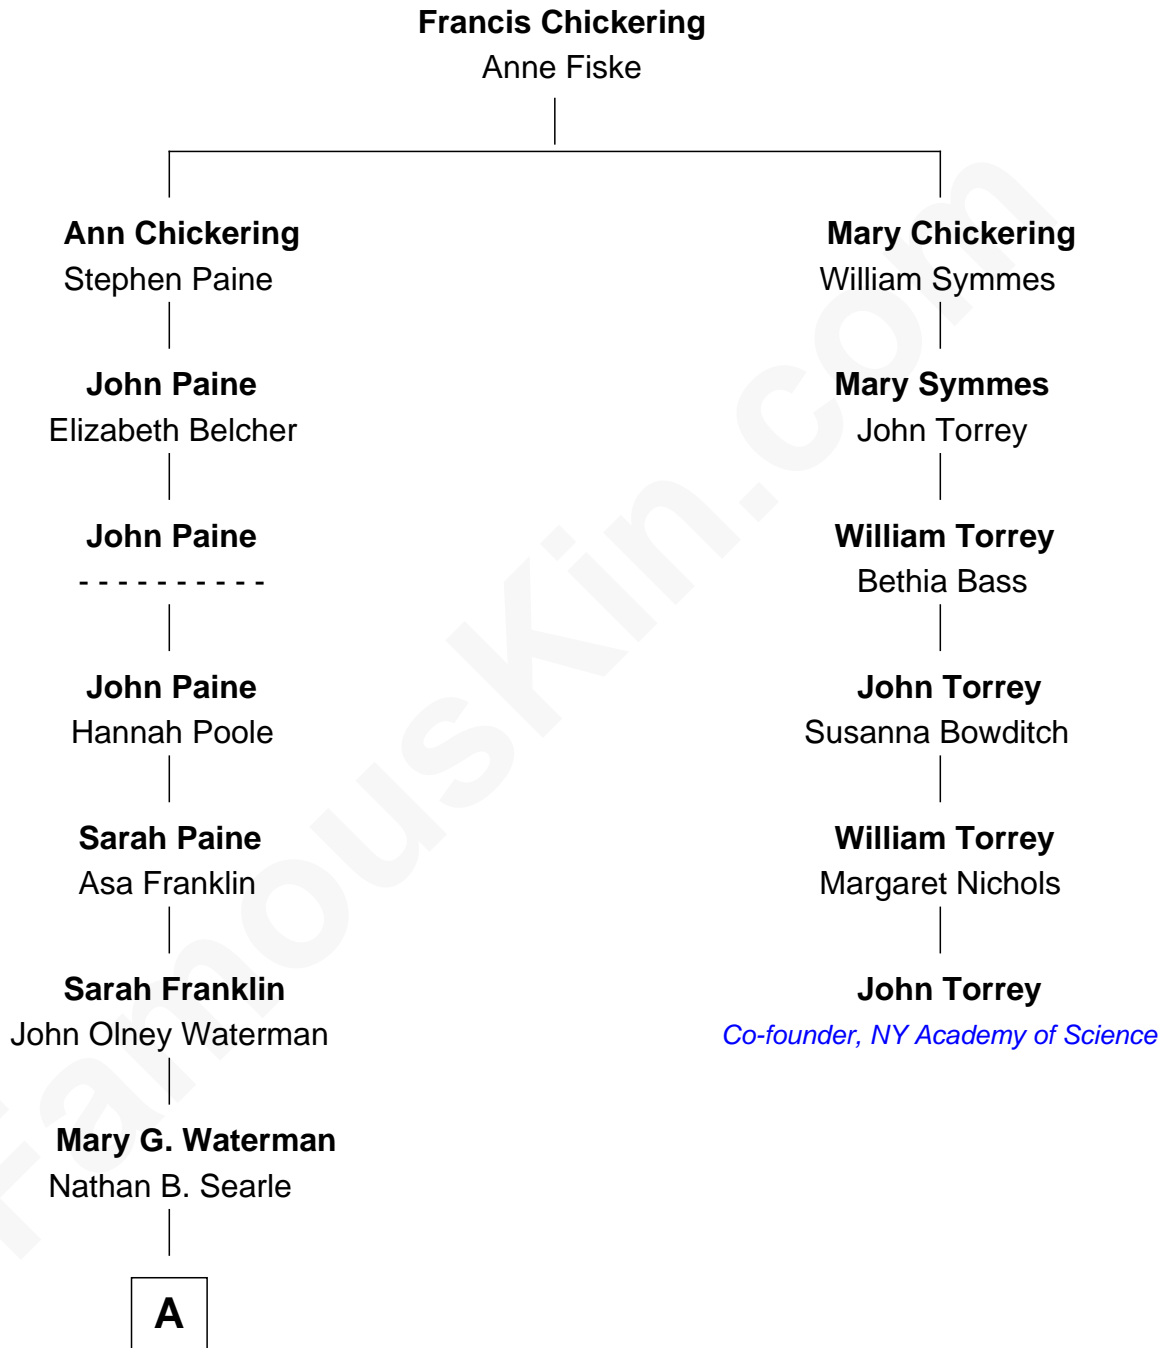 Francis Chickering
Anne Fiske
Ann Chickering
Stephen Paine
Mary Chickering
William Symmes
John Paine
Elizabeth Belcher
Mary Symmes
John Torrey
John Paine
- - - - - - - - - -
William Torrey
Bethia Bass
John Paine
Hannah Poole
John Torrey
Susanna Bowditch
Sarah Paine
Asa Franklin
William Torrey
Margaret Nichols
Sarah Franklin
John Olney Waterman
John Torrey
Co-founder, NY Academy of Science
Mary G. Waterman
Nathan B. Searle
A
FamousKin.com